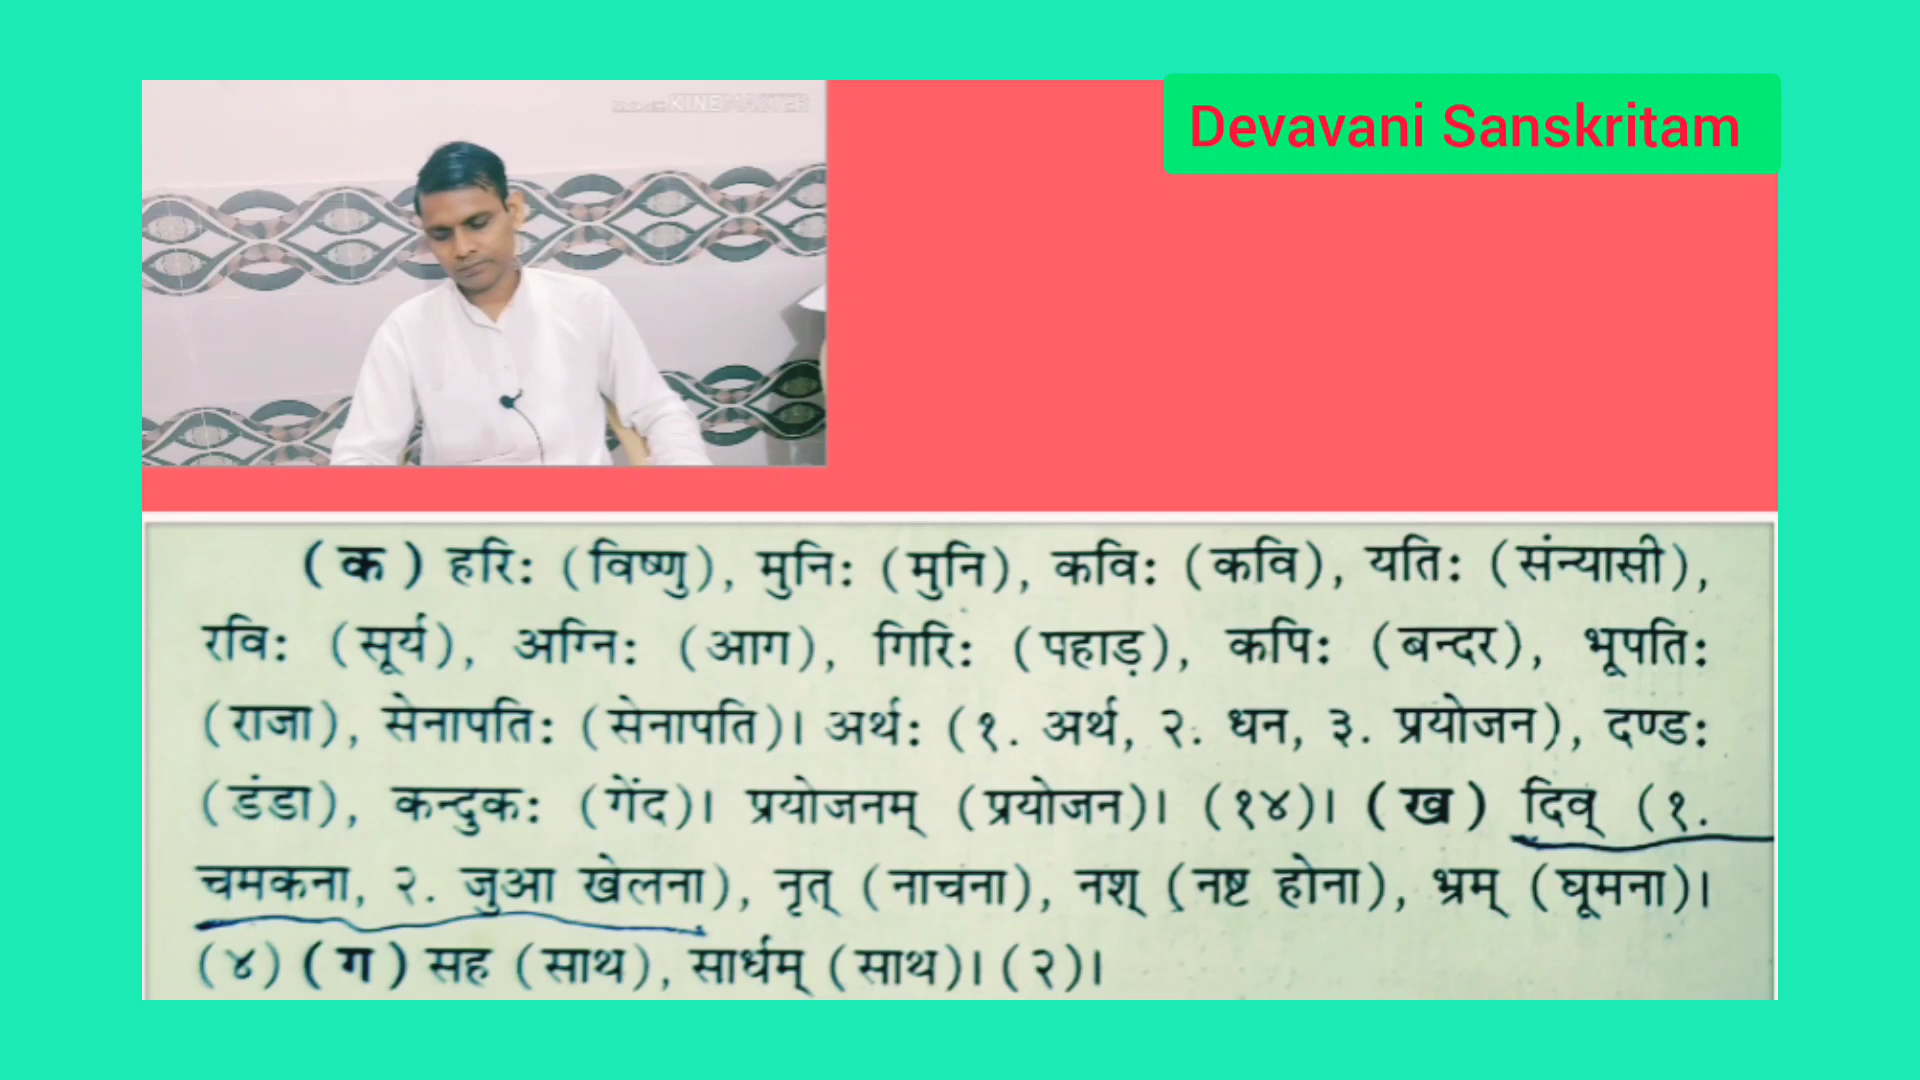 KINEMASTER
Devavani Sanskritam
(क) हरिः (विष्णु), मुनिः (मुनि), कविः (कवि), यतिः (संन्यासी),
रविः (सूर्य), अग्निः (आग), गिरिः (पहाड़), कपिः (बन्दर), भूपतिः
(राजा), सेनापतिः (सेनापति)। अर्थः (१. अर्थ, २. धन, ३. प्रयोजन), दण्डः
(डंडा), कन्दुकः (गेंद)। प्रयोजनम् (प्रयोजन)। (१४)। (ख) दिव् (१.
चमकना, २. जुआ खेलना), नृत् (नाचना), नश् (नष्ट होना), भ्रम् (घूमना)।
(४) (ग) सह (साथ), सार्धम् (साथ)। (२)।